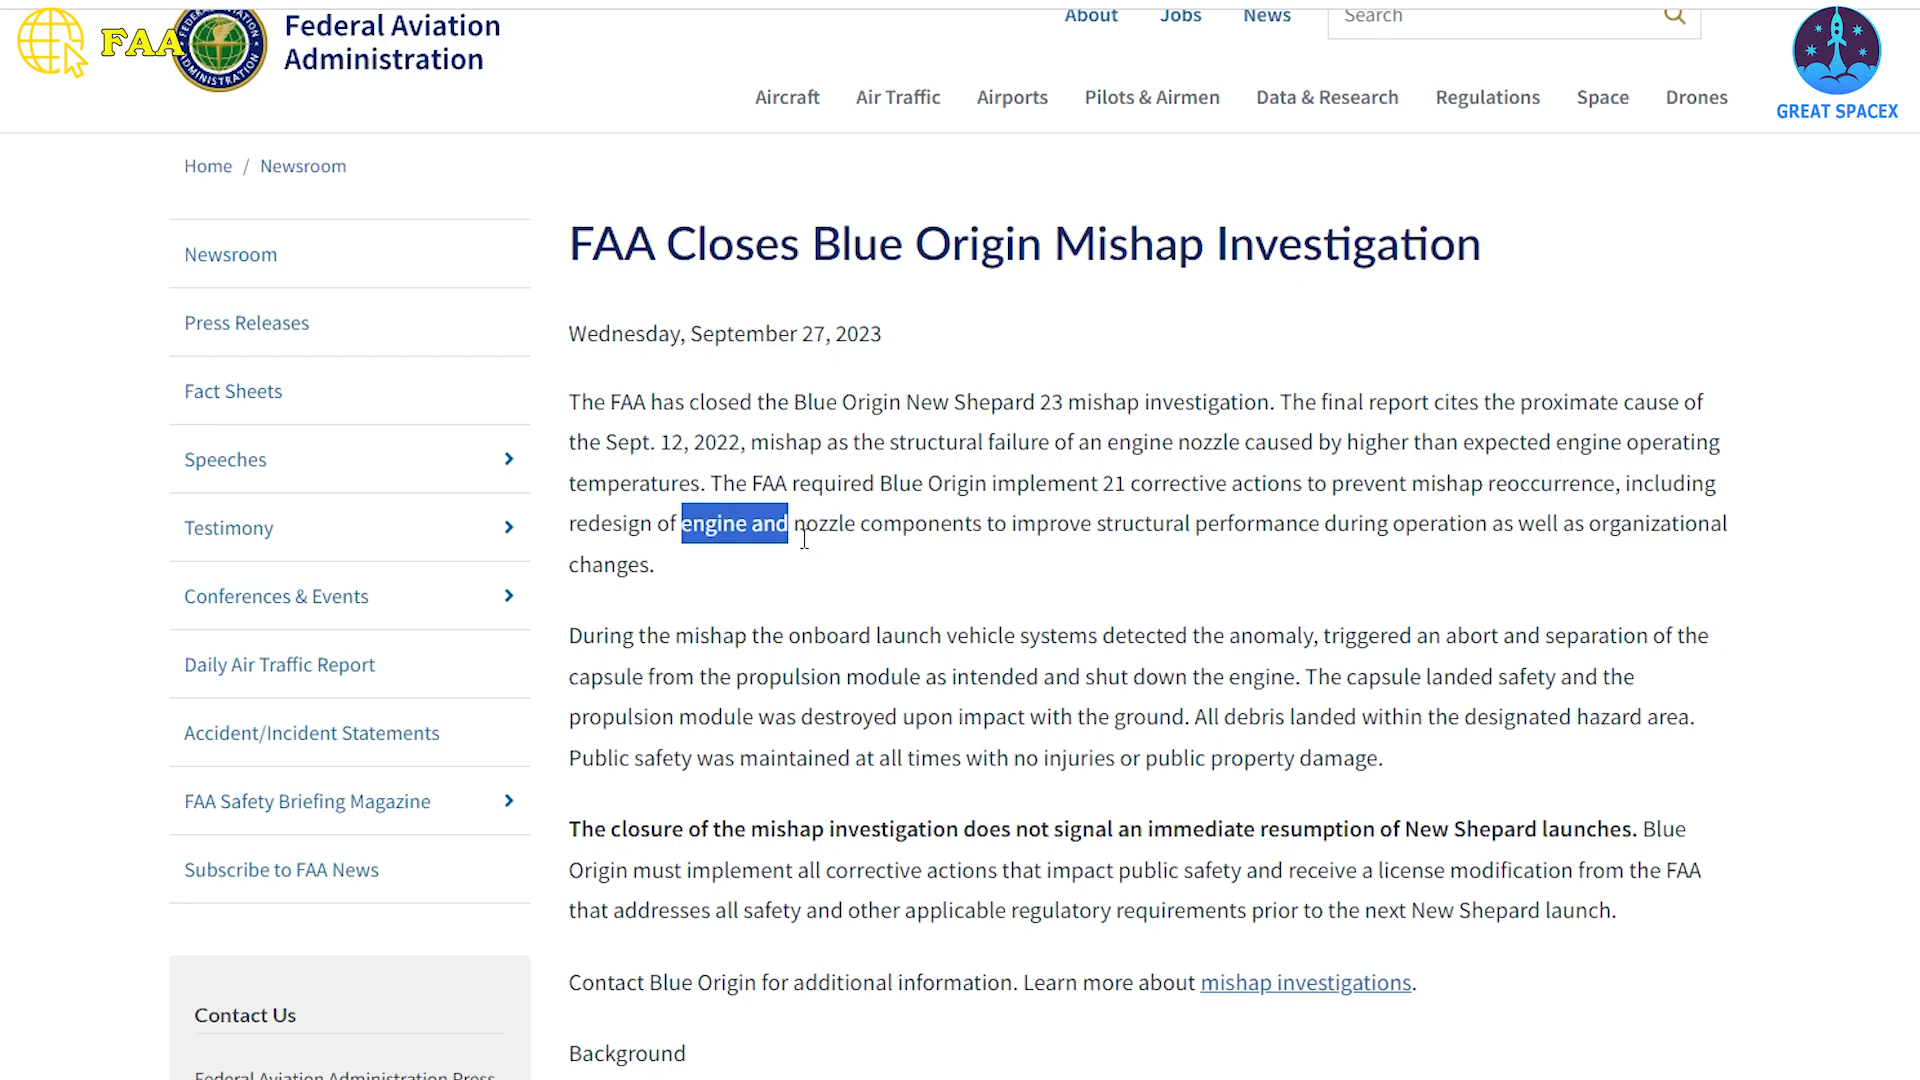 FAA
Federal Aviation
Administration
ADMINISTRATION
About Jobs News Search
GREAT SPACEX
Aircraft Air Traffic Airports Pilots & Airmen Data & Research Regulations Space Drones
Home / Newsroom
Newsroom
Press Releases
Fact Sheets
Speeches
Testimony
Conferences & Events
Daily Air Traffic Report
Accident/Incident Statements
FAA Safety Briefing Magazine
Subscribe to FAA News
Contact Us
Federal Aviation Administration Press
FAA Closes Blue Origin Mishap Investigation
Wednesday, September 27, 2023
The FAA has closed the Blue Origin New Shepard 23 mishap investigation. The final report cites the proximate cause of
the Sept. 12, 2022, mishap as the structural failure of an engine nozzle caused by higher than expected engine operating
temperatures. The FAA required Blue Origin implement 21 corrective actions to prevent mishap reoccurrence, including
redesign of engine and nozzle components to improve structural performance during operation as well as organizational
changes.
During the mishap the onboard launch vehicle systems detected the anomaly, triggered an abort and separation of the
capsule from the propulsion module as intended and shut down the engine. The capsule landed safety and the
propulsion module was destroyed upon impact with the ground. All debris landed within the designated hazard area.
Public safety was maintained at all times with no injuries or public property damage.
The closure of the mishap investigation does not signal an immediate resumption of New Shepard launches. Blue
Origin must implement all corrective actions that impact public safety and receive a license modification from the FAA
that addresses all safety and other applicable regulatory requirements prior to the next New Shepard launch.
Contact Blue Origin for additional information. Learn more about mishap investigations.
Background